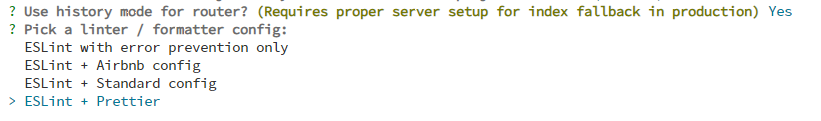 ? Use history mode for router? (Requires proper server setup for index fallback in production) Yes
? Pick a linter / formatter config:
ESLint with error prevention only
ESLint + Airbnb config
ESLint + Standard config
> ESLint + Prettier